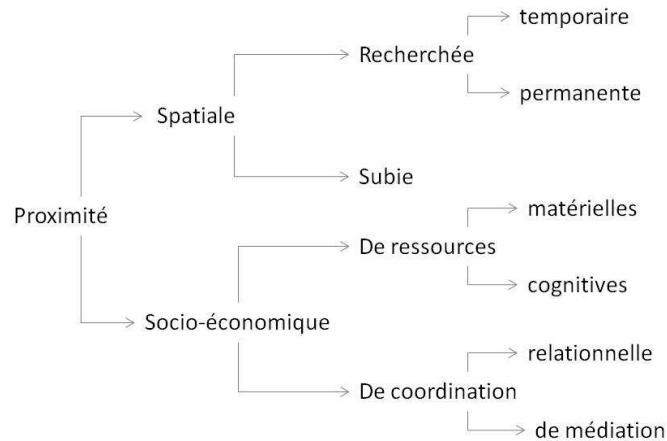 temporaire
Recherchée
permanente
Spatiale
Subie
Proximité
matérielles
De ressources
cognitives
Socio-économique
relationnelle
De coordination
de médiation